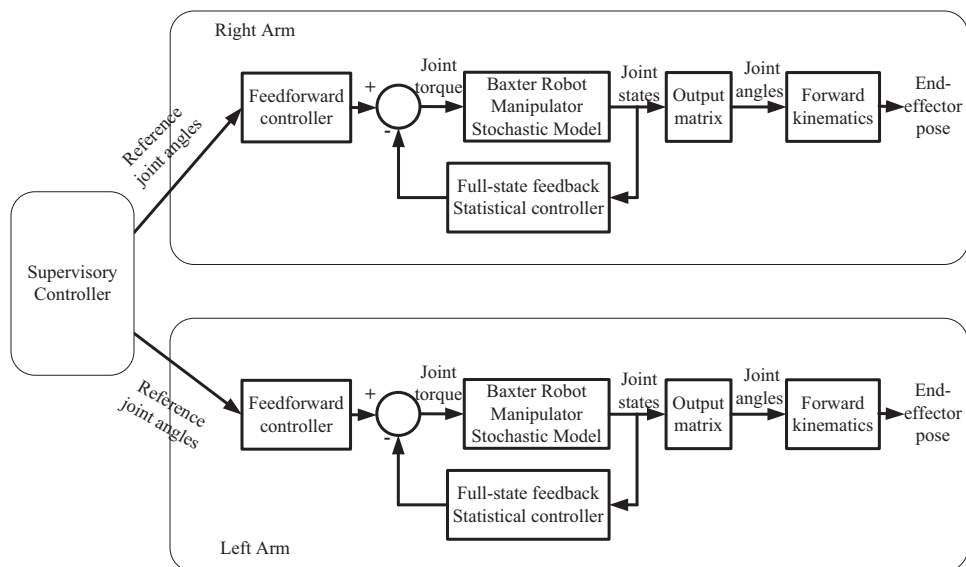 Right Arm
Reference
joint angles
Feedforward
controller
+
-
Joint
torque
Baxter Robot
Manipulator
Stochastic Model
Joint
states
Output
matrix
Joint
angles
Forward
kinematics
End-
effector
pose
Full-state feedback
Statistical controller
Supervisory
Controller
Reference
joint angles
Feedforward
controller
+
-
Joint
torque
Baxter Robot
Manipulator
Stochastic Model
Joint
states
Output
matrix
Joint
angles
Forward
kinematics
End-
effector
pose
Full-state feedback
Statistical controller
Left Arm